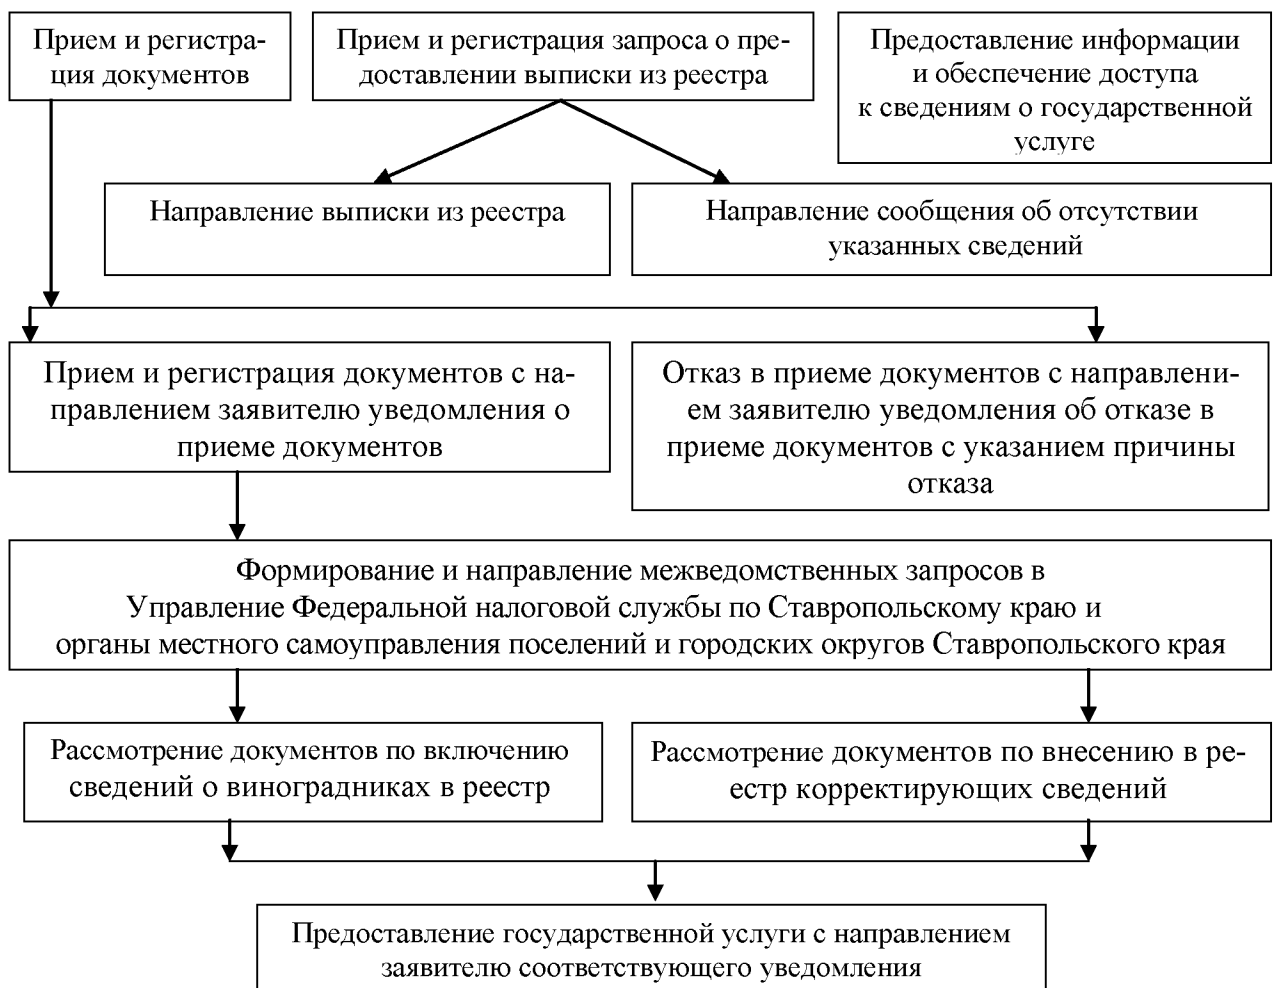 Прием и регистра-
ция документов
Прием и регистрация запроса о пре-
доставлении выписки из реестра
Предоставление информации
и обеспечение доступа
к сведениям о государственной
услуге
Направление выписки из реестра
Направление сообщения об отсутствии
указанных сведений
Прием и регистрация документов с на-
правлением заявителю уведомления о
приеме документов
Отказ в приеме документов с направлени-
ем заявителю уведомления об отказе в
приеме документов с указанием причины
отказа
Формирование и направление межведомственных запросов в
Управление Федеральной налоговой службы по Ставропольскому краю и
органы местного самоуправления поселений и городских округов Ставропольского края
Рассмотрение документов по включению
сведений о виноградниках в реестр
Рассмотрение документов по внесению в ре-
естр корректирующих сведений
Предоставление государственной услуги с направлением
заявителю соответствующего уведомления